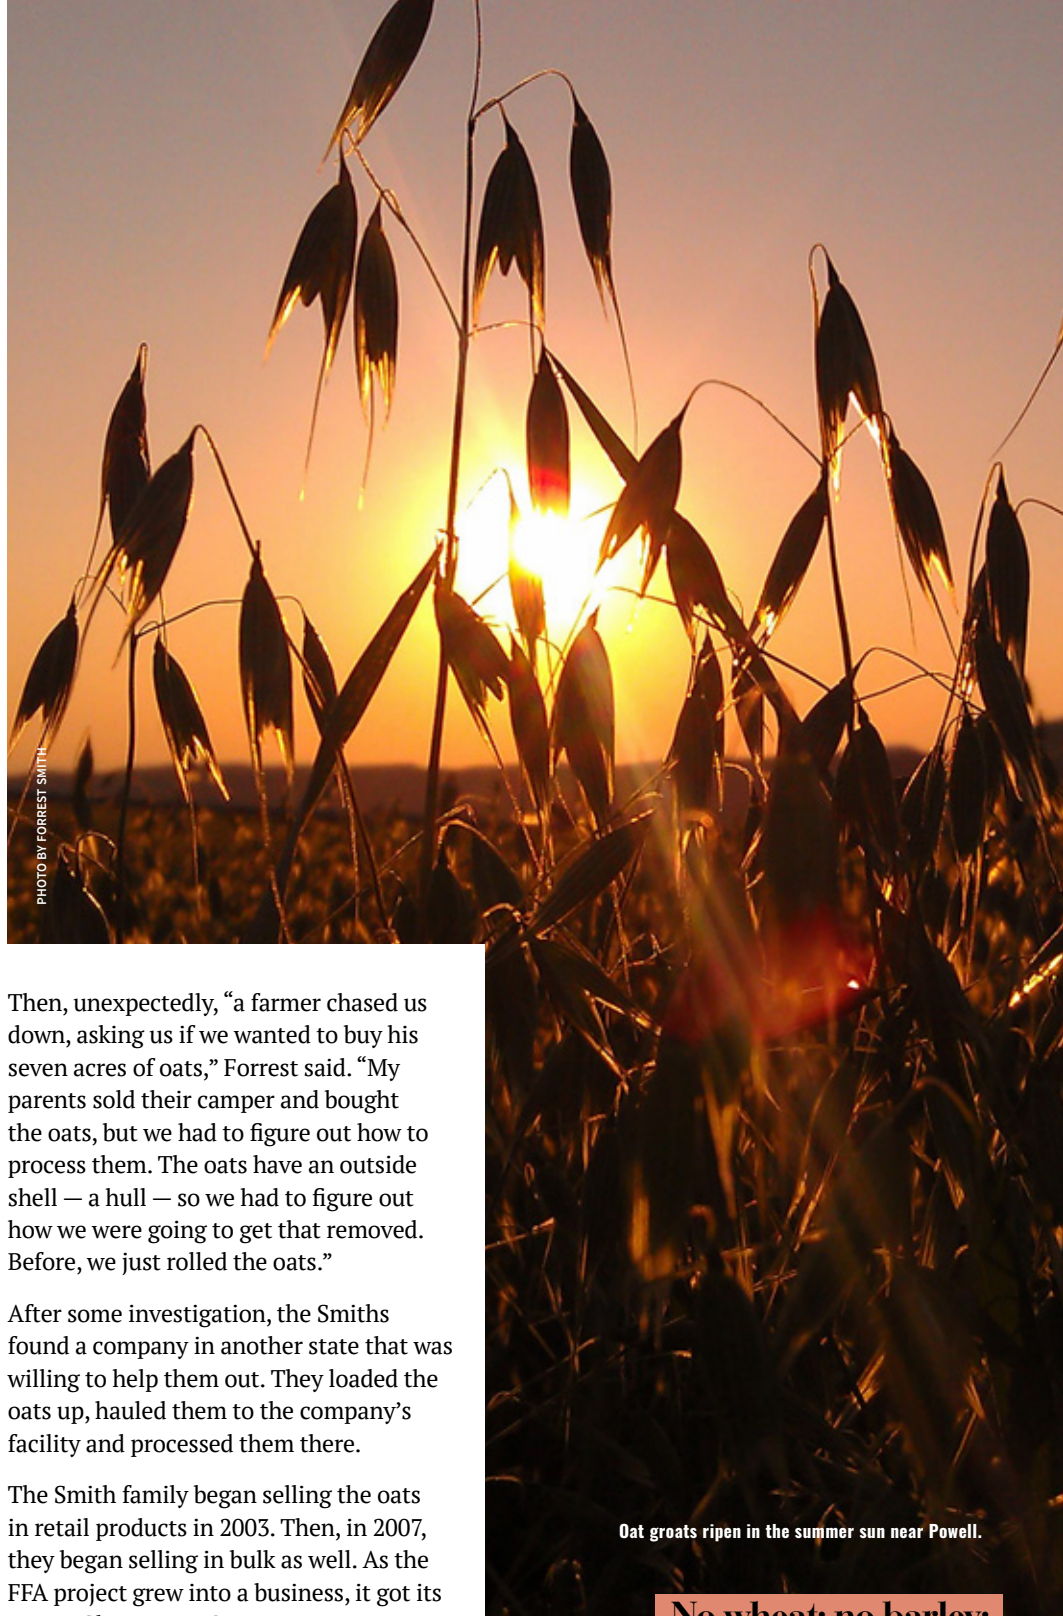 PHOTO BY FORREST SMITH
Then, unexpectedly, “a farmer chased us
down, asking us if we wanted to buy his
seven acres of oats,” Forrest said. “My
parents sold their camper and bought
the oats, but we had to figure out how to
process them. The oats have an outside
shell — a hull — so we had to figure out
how we were going to get that removed.
Before, we just rolled the oats.”
After some investigation, the Smiths
found a company in another state that was
willing to help them out. They loaded the
oats up, hauled them to the company’s
facility and processed them there.
The Smith family began selling the oats
in retail products in 2003. Then, in 2007,
they began selling in bulk as well. As the
FFA project grew into a business, it got its
Oat groats ripen in the summer sun near Powell.
No wheat; no barley;